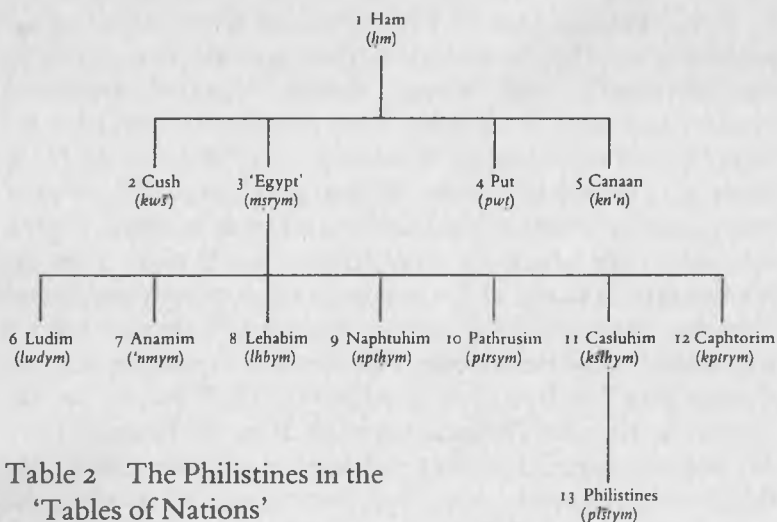 1 Ham
(ḥm)
2 Cush 3 'Egypt' 4 Put 5 Canaan
(kwš) (mṣrym) (pwṭ) (kn'n)
6 Ludim 7 Anamim 8 Lehabim 9 Naphtuhim 10 Pathrusim 11 Casluhim 12 Caphtorim
(lwdym) ('nmym) (lhbym) (npthym) (ptrsym) (kslhym) (kptrym)
Table 2 The Philistines in the
'Tables of Nations'
13 Philistines
(plštym)